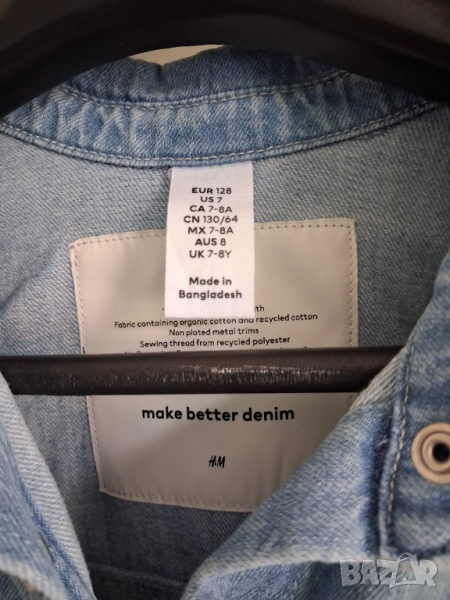 EUR 128
US 7
CA 7-8A
CN 130/64
MX 7-8A
AUS 8
UK 7-8Y
Made in
Bangladesh
Fabric containing organic cotton and recycled cotton
Non plated metal trims
Sewing thread from recycled polyester
make better denim
H&M
BAZAR